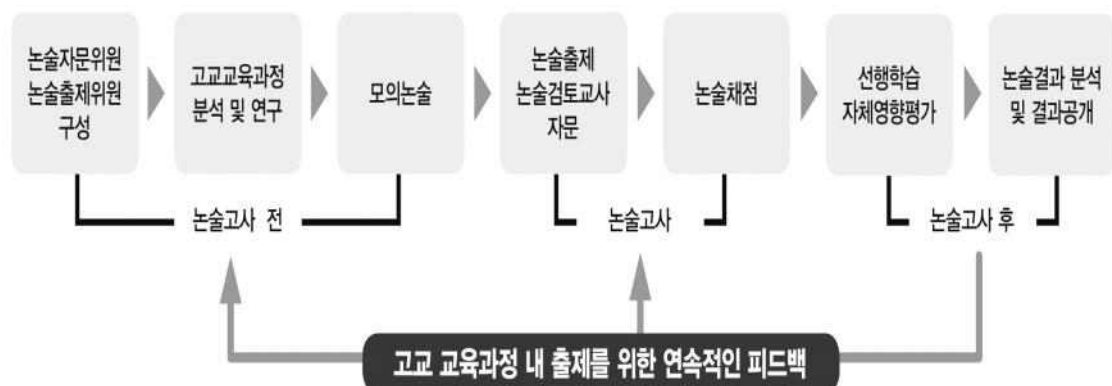 논술자문위원
논술출제위원
구성
고교교육과정
분석 및 연구
모의논술
논술출제
논술검토교사
자문
논술채점
선행학습
자체영향평가
논술결과 분석
및 결과공개
논술고사 전
논술고사
논술고사 후
고교 교육과정 내 출제를 위한 연속적인 피드백